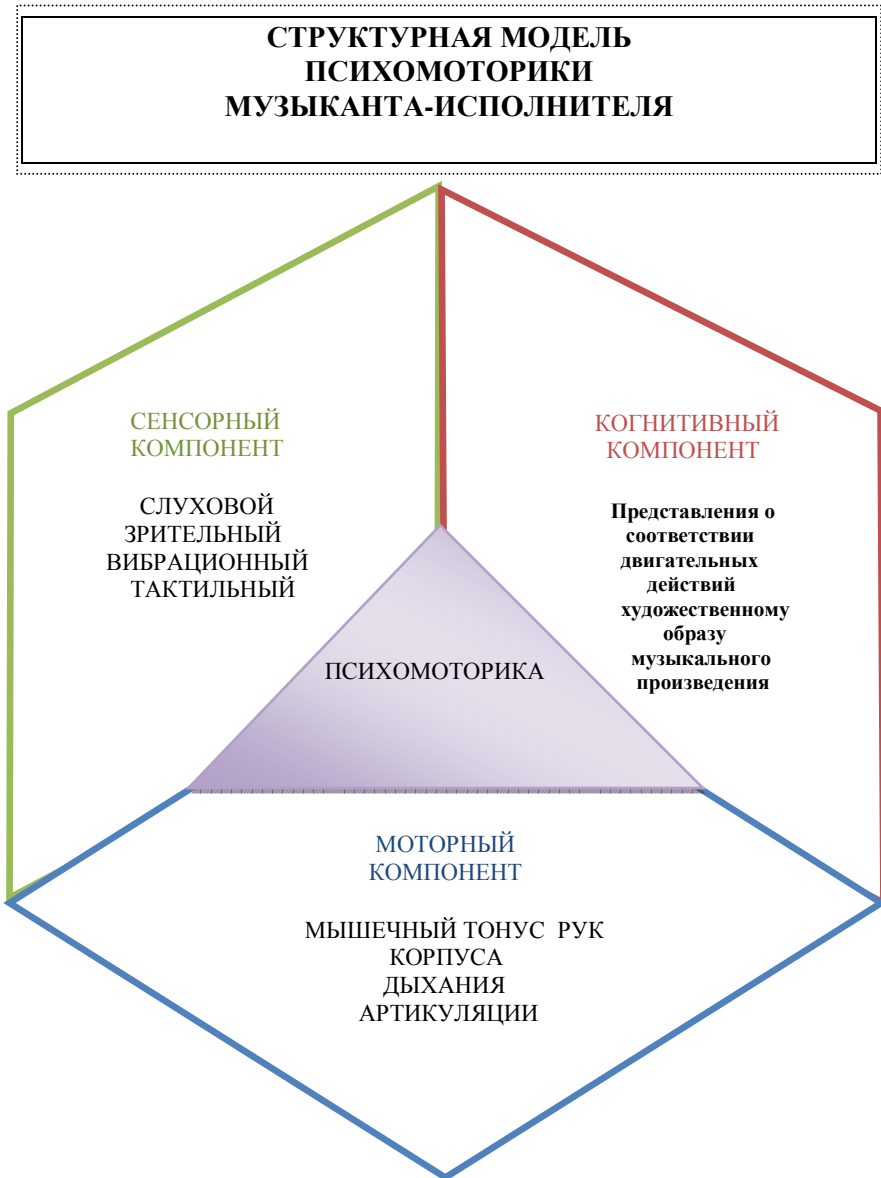 СТРУКТУРНАЯ МОДЕЛЬ
ПСИХОМОТОРИКИ
МУЗЫКАНТА-ИСПОЛНИТЕЛЯ
СЕНСОРНЫЙ
КОМПОНЕНТ
СЛУХОВОЙ
ЗРИТЕЛЬНЫЙ
ВИБРАЦИОННЫЙ
ТАКТИЛЬНЫЙ
КОГНИТИВНЫЙ
КОМПОНЕНТ
Представления о
соответствии
двигательных
действий
художественному
образу
музыкального
произведения
ПСИХОМОТОРИКА
МОТОРНЫЙ
КОМПОНЕНТ
МЫШЕЧНЫЙ ТОНУС РУК
КОРПУСА
ДЫХАНИЯ
АРТИКУЛЯЦИИ